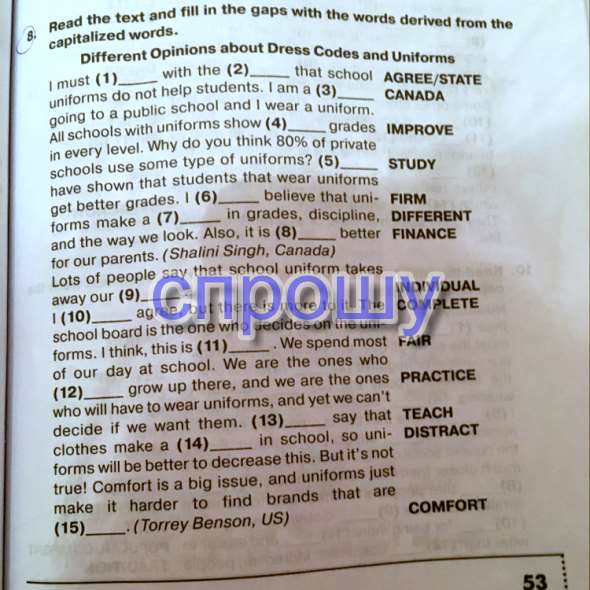 8. Read the text and fill in the gaps with the words derived from the
capitalized words.
Different Opinions about Dress Codes and Uniforms
I must (1)_____ with the (2)_____ that school AGREE/STATE
uniforms do not help students. I am a (3)_____ CANADA
going to a public school and I wear a uniform.
All schools with uniforms show (4)_____ grades IMPROVE
in every level. Why do you think 80% of private
schools use some type of uniforms? (5)_____ STUDY
have shown that students that wear uniforms
get better grades. I (6)_____ believe that uni- FIRM
forms make a (7)_____ in grades, discipline, DIFFERENT
and the way we look. Also, it is (8)_____ better FINANCE
for our parents. (Shalini Singh, Canada)
Lots of people say that school uniform takes
away our (9)_____ INDIVIDUAL
I (10)_____ agree, but there is more to it. The COMPLETE
спрошу
school board is the one who decides on the uni-
forms. I think, this is (11)_____. We spend most FAIR
of our day at school. We are the ones who
(12)_____ grow up there, and we are the ones PRACTICE
who will have to wear uniforms, and yet we can't
decide if we want them. (13)_____ say that TEACH
clothes make a (14)_____ in school, so uni- DISTRACT
forms will be better to decrease this. But it's not
true! Comfort is a big issue, and uniforms just
make it harder to find brands that are
(15)_____. (Torrey Benson, US) COMFORT
53